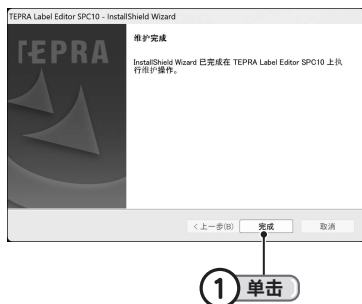 TEPRA Label Editor SPC10 - InstallShield Wizard
TEPRA
维护完成
InstallShield Wizard 已完成在 TEPRA Label Editor SPC10 上执
行维护操作。
< 上一步(B)
完成
取消
1 单击